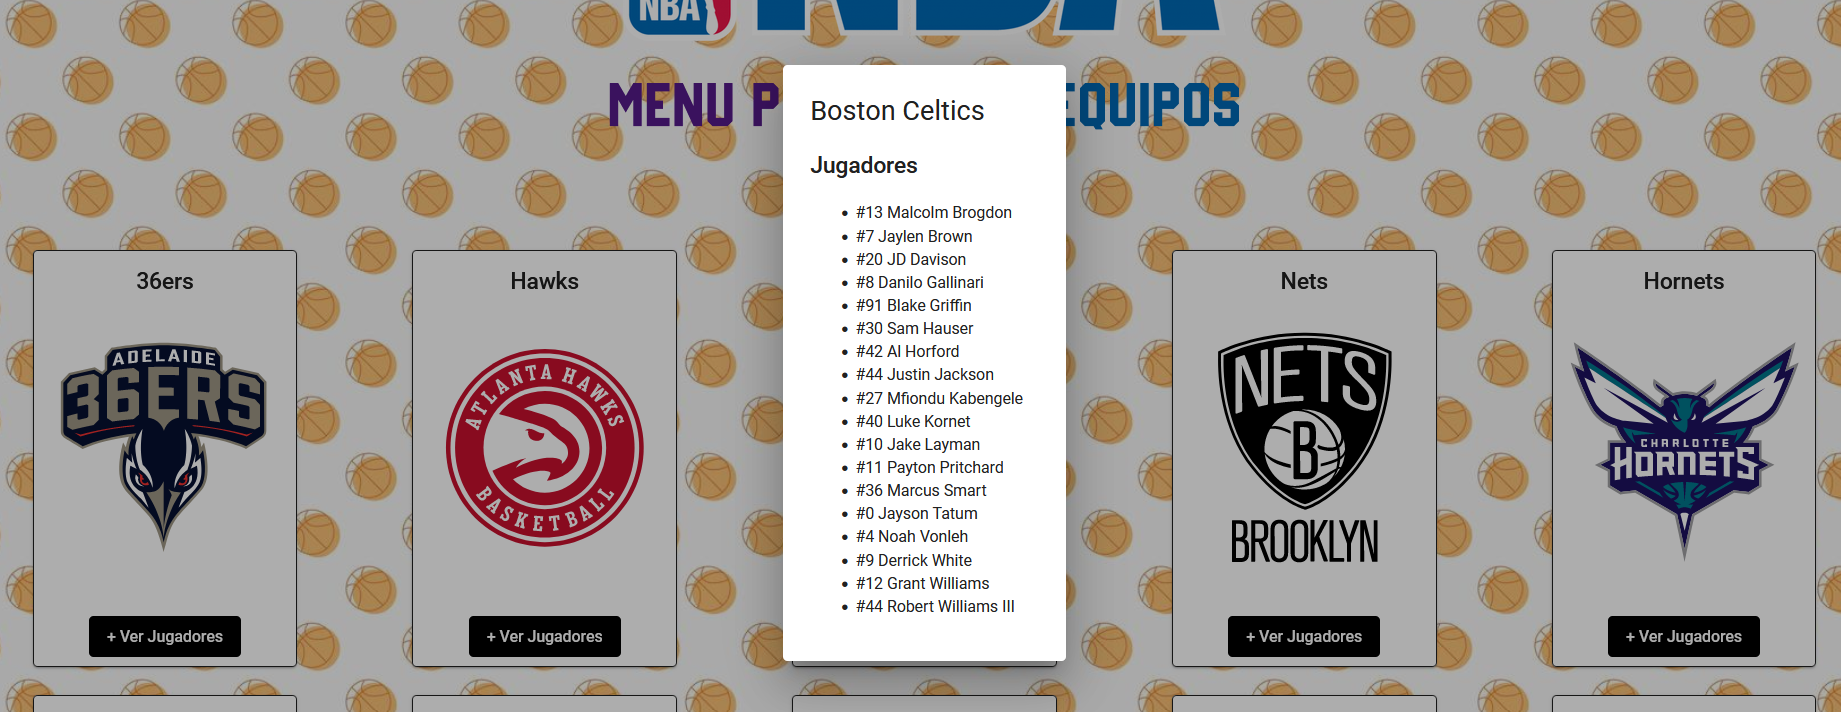 NBA
MENU P
EQUIPOS
Boston Celtics
Jugadores
#13 Malcolm Brogdon
#7 Jaylen Brown
#20 JD Davison
#8 Danilo Gallinari
#91 Blake Griffin
#30 Sam Hauser
#42 Al Horford
#44 Justin Jackson
#27 Mfiondu Kabengele
#40 Luke Kornet
#10 Jake Layman
#11 Payton Pritchard
#36 Marcus Smart
#0 Jayson Tatum
#4 Noah Vonleh
#9 Derrick White
#12 Grant Williams
#44 Robert Williams III
36ers
ADELAIDE
36ERS
+ Ver Jugadores
Hawks
ATLANTA HAWKS
BASKETBALL
+ Ver Jugadores
Nets
NETS
B
BROOKLYN
+ Ver Jugadores
Hornets
CHARLOTTE
HORNETS
+ Ver Jugadores